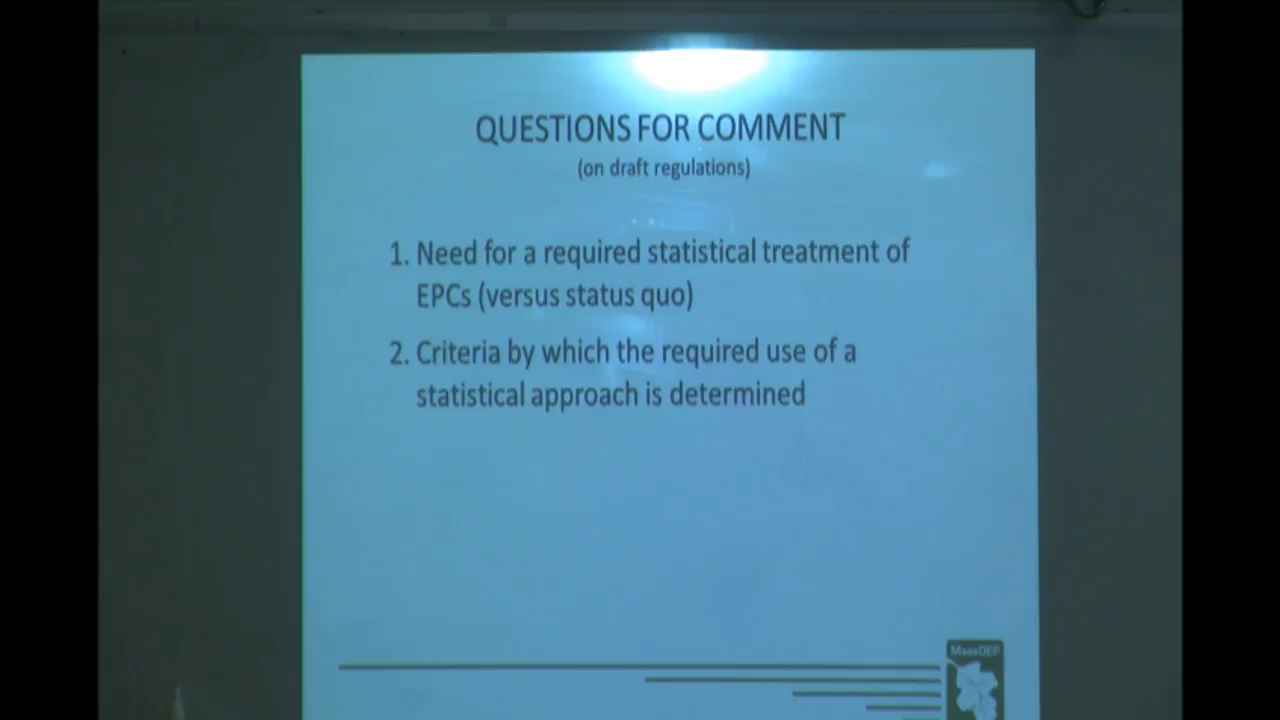 QUESTIONS FOR COMMENT
(on draft regulations)
1. Need for a required statistical treatment of
EPCs (versus status quo)
2. Criteria by which the required use of a
statistical approach is determined
MassDEP